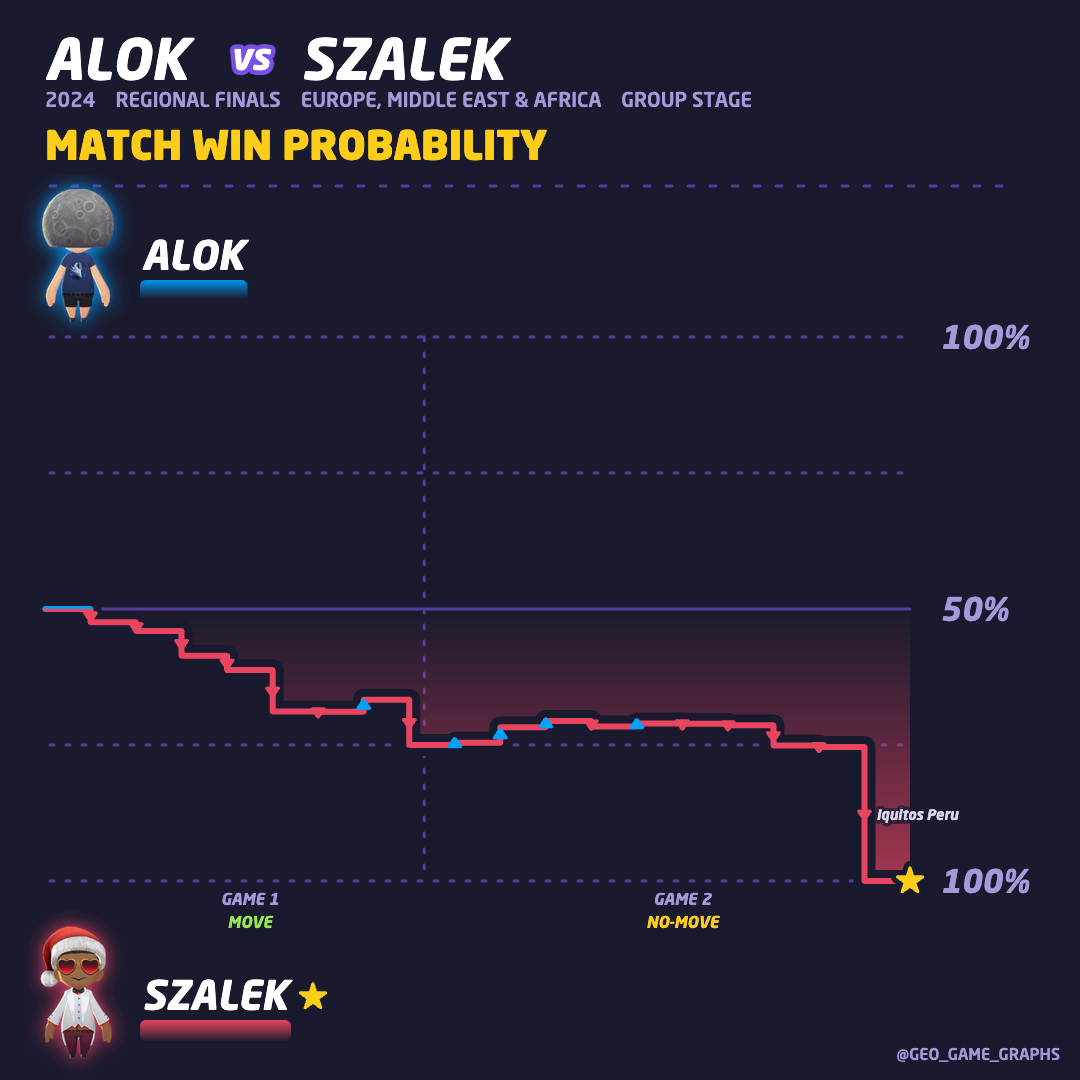 ALOK VS SZALEK
2024 REGIONAL FINALS EUROPE, MIDDLE EAST & AFRICA GROUP STAGE
MATCH WIN PROBABILITY
ALOK
100%
50%
Iquitos Peru
100%
GAME 1
MOVE
GAME 2
NO-MOVE
SZALEK
@GEO_GAME_GRAPHS